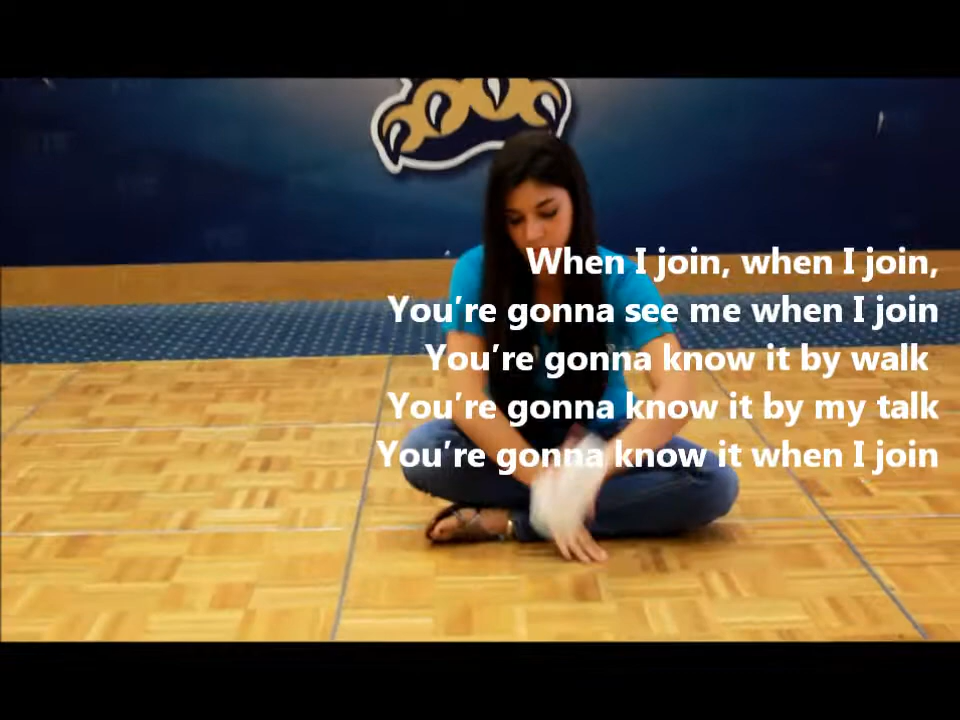 When I join, when I join,
You're gonna see me when I join
You're gonna know it by walk
You're gonna know it by my talk
You're gonna know it when I join